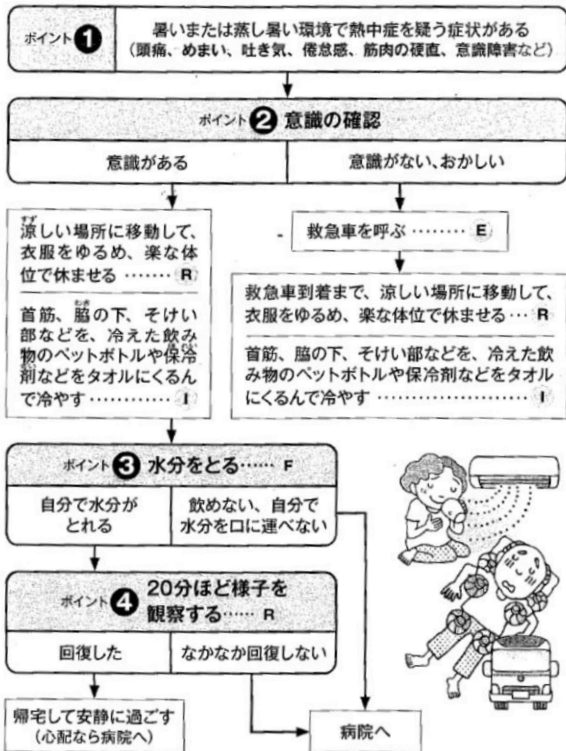 ポイント❶
暑いまたは蒸し暑い環境で熱中症を疑う症状がある
(頭痛、めまい、吐き気、倦怠感、筋肉の硬直、意識障害など)
ポイント❷意識の確認
意識がある
意識がない、おかしい
涼しい場所に移動して、
衣服をゆるめ、楽な体
位で休ませる …… R
首筋、脇の下、そけい
部などを、冷えた飲み
物のペットボトルや保冷
剤などをタオルにくるん
で冷やす ………… I
救急車を呼ぶ ……… E
救急車到着まで、涼しい場所に移動して、
衣服をゆるめ、楽な体位で休ませる … R
首筋、脇の下、そけい部などを、冷えた飲
み物のペットボトルや保冷剤などをタオル
にくるんで冷やす ………………… I
ポイント❸水分をとる…… F
自分で水分が
とれる
飲めない、自分で
水分を口に運べない
ポイント❹
20分ほど様子を
観察する…… R
回復した
なかなか回復しない
帰宅して安静に過ごす
(心配なら病院へ)
病院へ